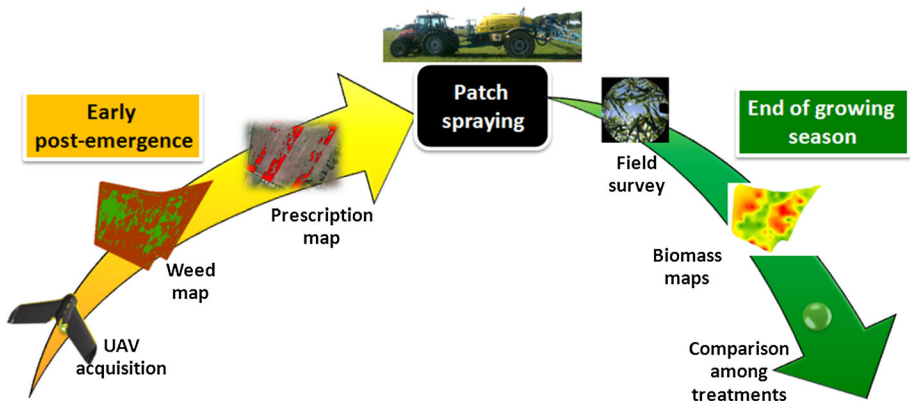 Early
post-emergence
UAV
acquisition
Weed
map
Prescription
map
Patch
spraying
Field
survey
End of growing
season
Biomass
maps
Comparison
among
treatments